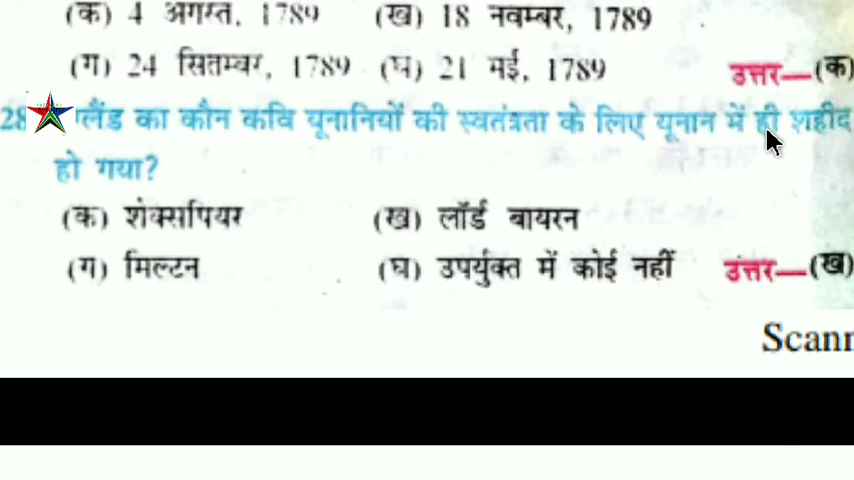 (क) 4 अगस्त, 1789 (ख) 18 नवम्बर, 1789
(ग) 24 सितम्बर, 1789 (घ) 21 मई, 1789 उत्तर—(क)
28 ग्लैंड का कौन कवि यूनानियों की स्वतंत्रता के लिए यूनान में ही शहीद
हो गया?
(क) शेक्सपियर (ख) लॉर्ड बायरन
(ग) मिल्टन (घ) उपर्युक्त में कोई नहीं उत्तर—(ख)
Scann